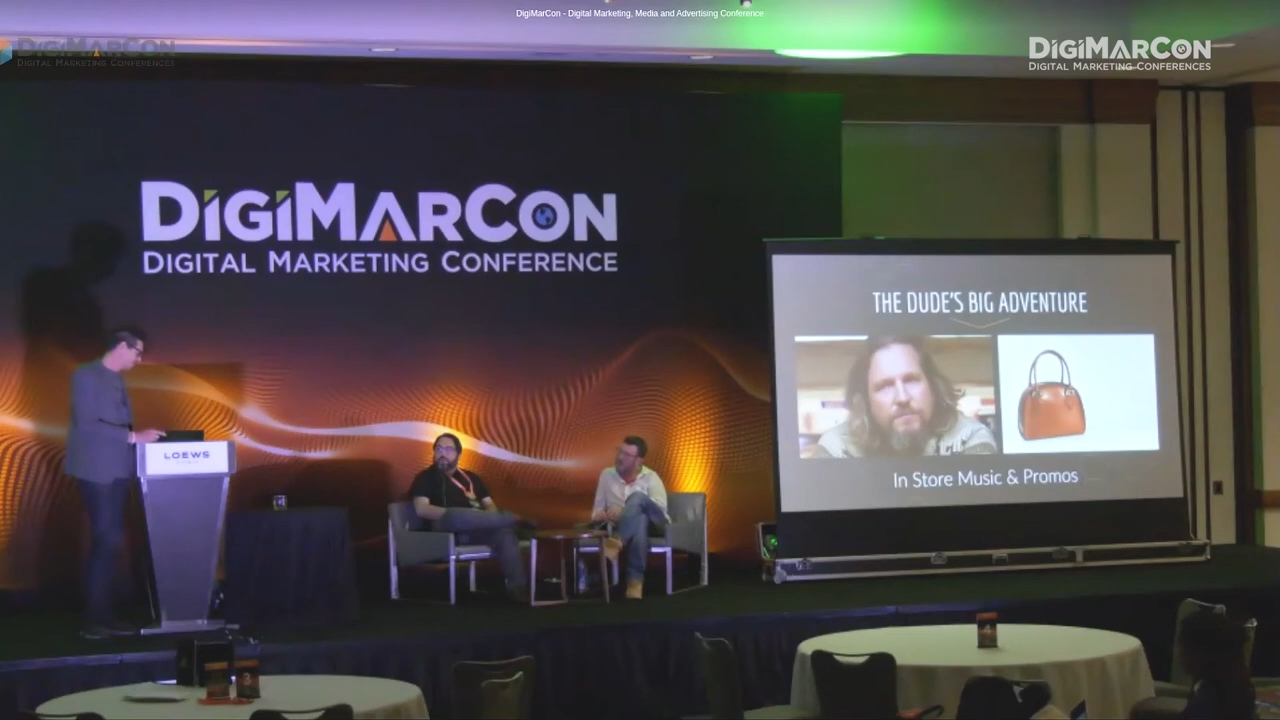 DigiMarCon - Digital Marketing, Media and Advertising Conference
DIGIMARCON
DIGITAL MARKETING CONFERENCES
DIGIMARCON
DIGITAL MARKETING CONFERENCES
DIGIMARCON
DIGITAL MARKETING CONFERENCE
THE DUDE'S BIG ADVENTURE
In Store Music & Promos
LOEWS
3